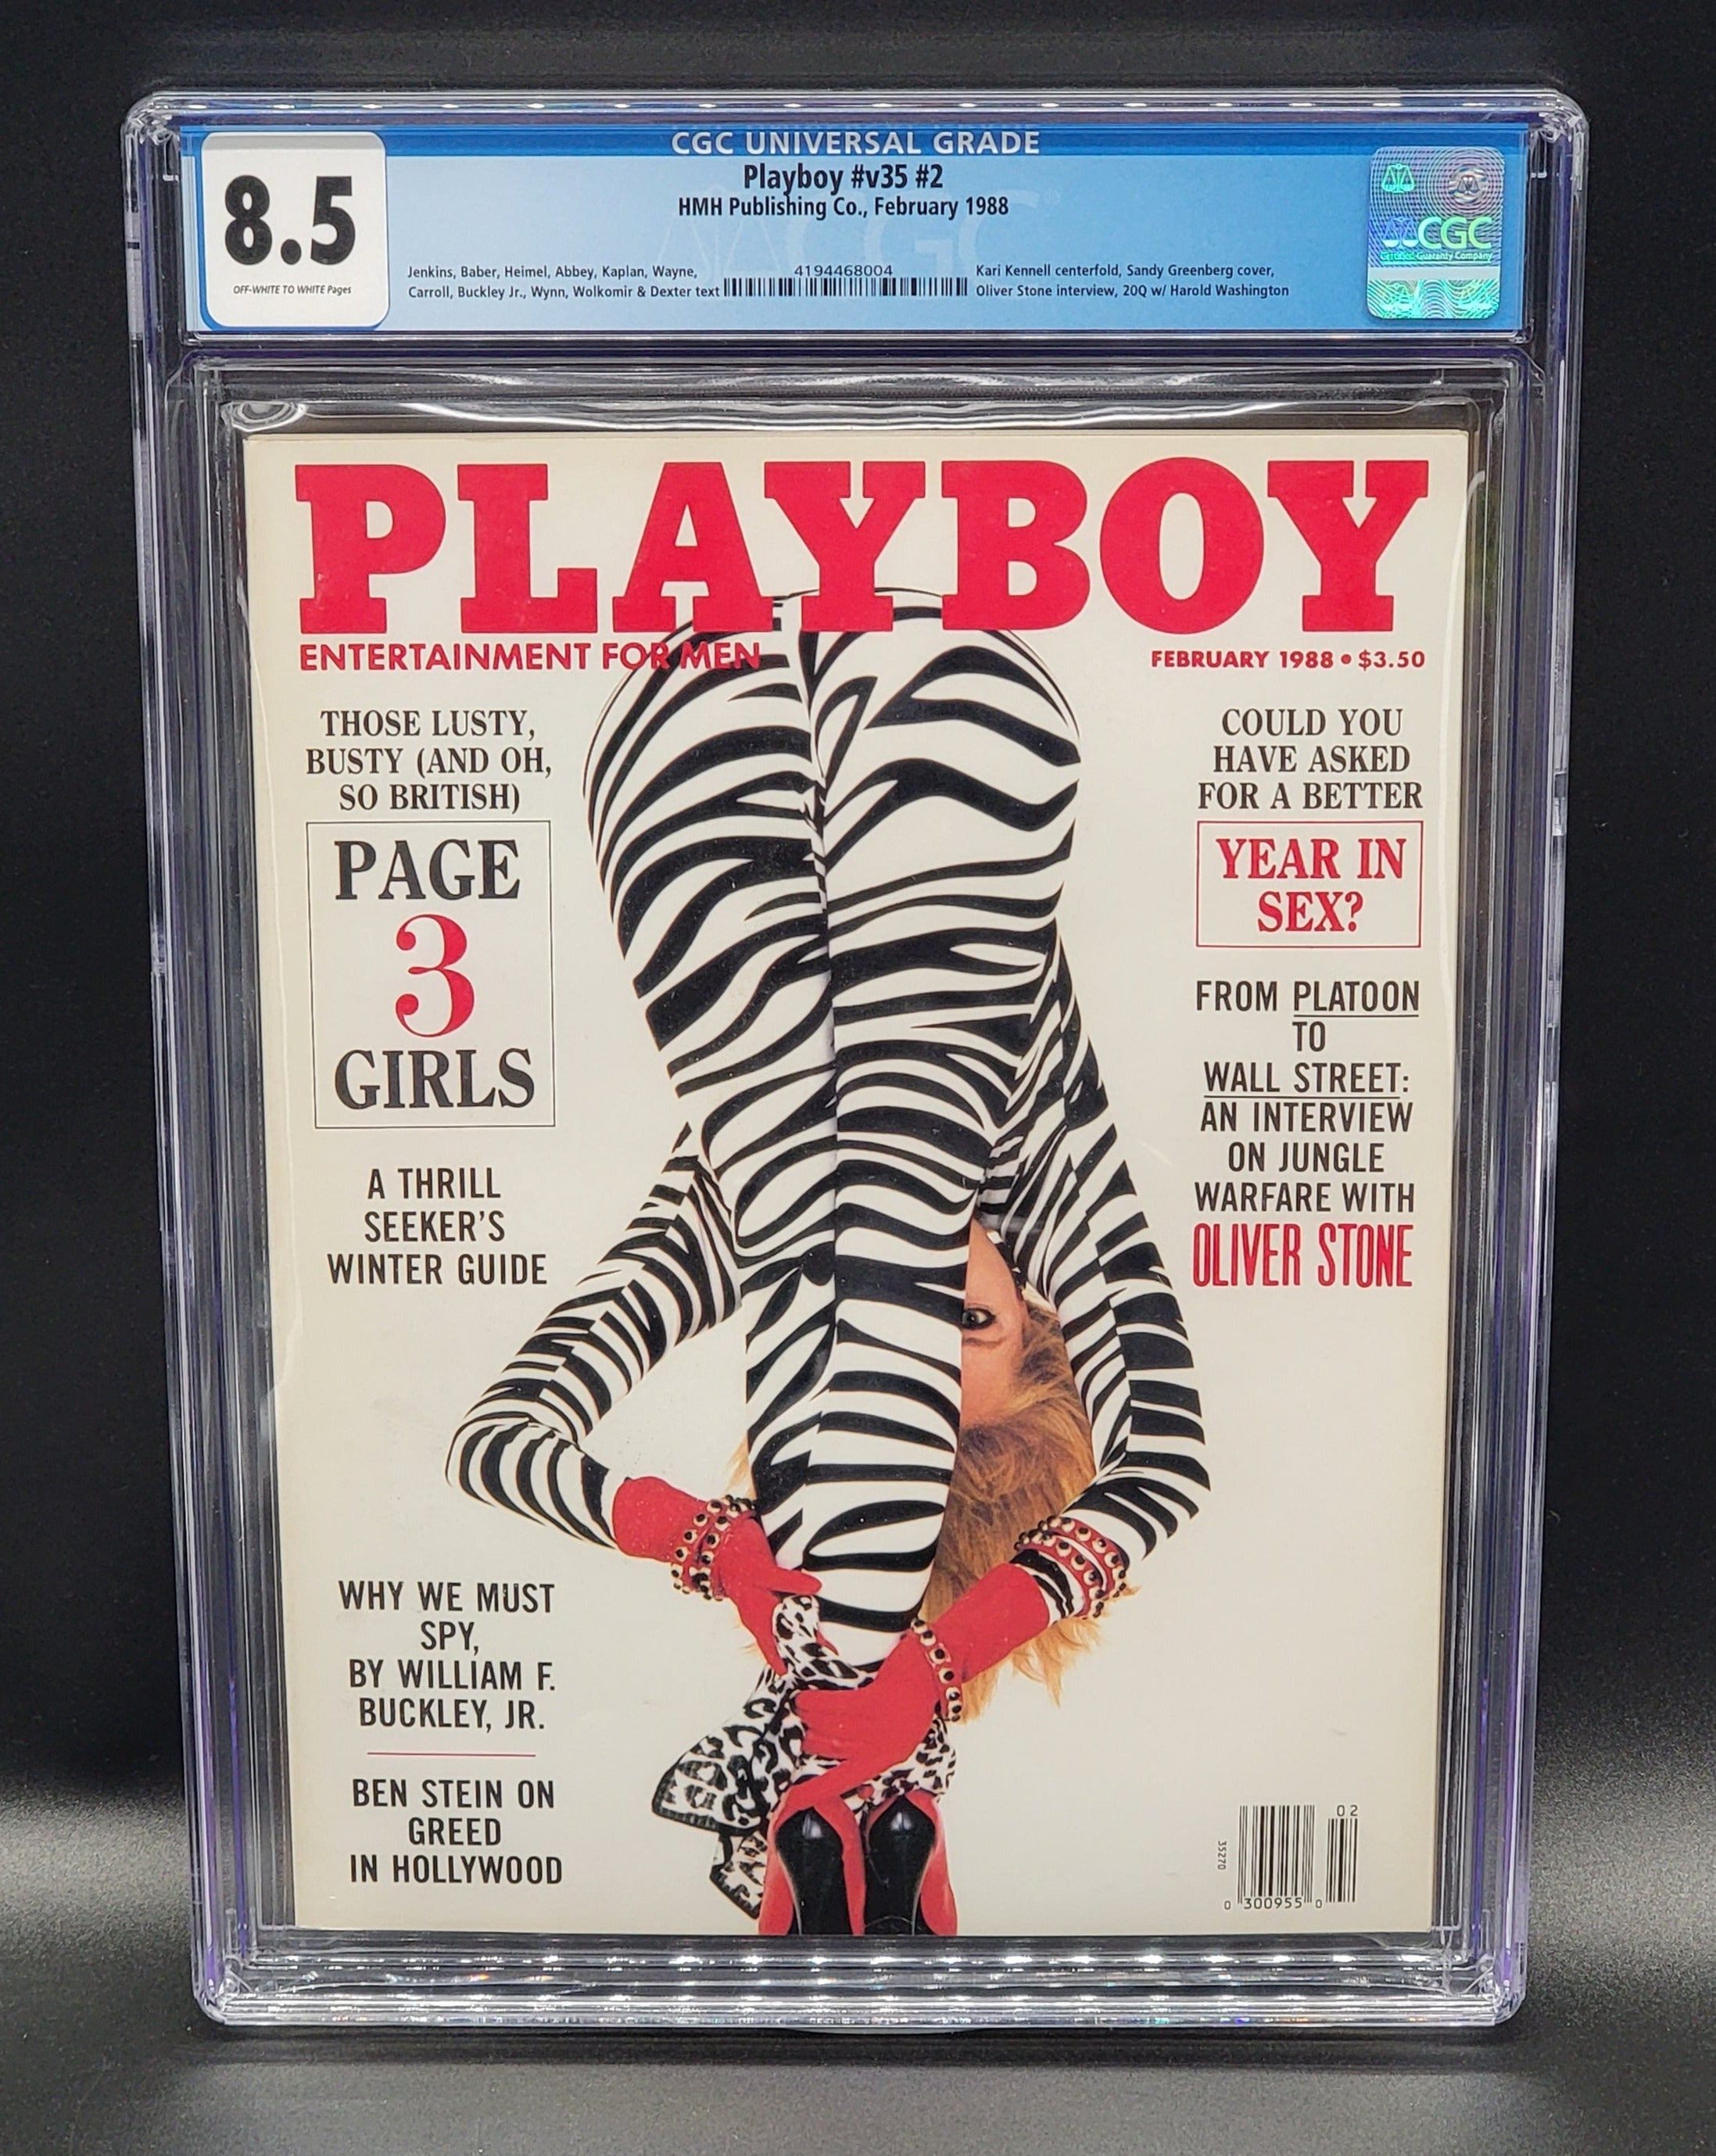 CGC UNIVERSAL GRADE
8.5
OFF-WHITE TO WHITE Pages
Playboy #v35 #2
HMH Publishing Co., February 1988
Jenkins, Baber, Heimel, Abbey, Kaplan, Wayne,
Carroll, Buckley Jr., Wynn, Wolkomir & Dexter text
4194468004
Kari Kennell centerfold, Sandy Greenberg cover,
Oliver Stone interview, 20Q w/ Harold Washington
CGC
PLAYBOY
ENTERTAINMENT FOR MEN
FEBRUARY 1988 • $3.50
THOSE LUSTY,
BUSTY (AND OH,
SO BRITISH)
PAGE
3
GIRLS
A THRILL
SEEKER'S
WINTER GUIDE
WHY WE MUST
SPY,
BY WILLIAM F.
BUCKLEY, JR.
BEN STEIN ON
GREED
IN HOLLYWOOD
COULD YOU
HAVE ASKED
FOR A BETTER
YEAR IN
SEX?
FROM PLATOON
TO
WALL STREET:
AN INTERVIEW
ON JUNGLE
WARFARE WITH
OLIVER STONE
02
35270
0 300955 0